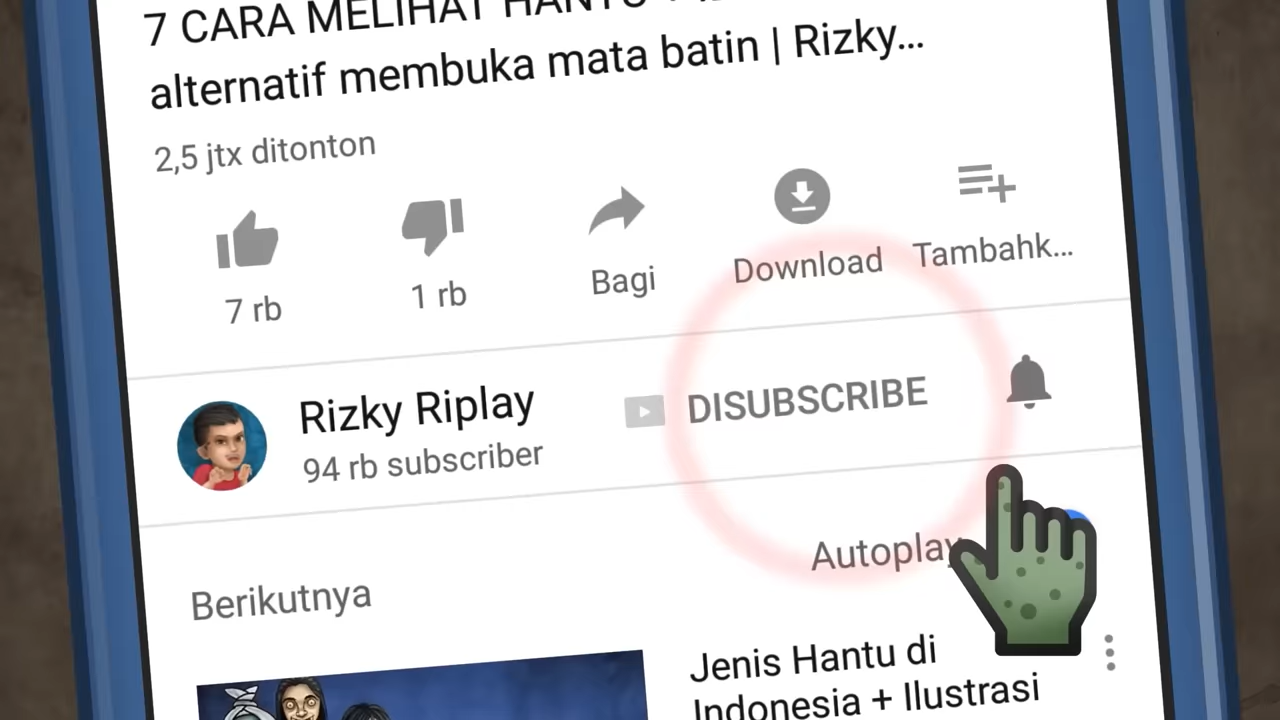 7 CARA MELIHAT HANTU
alternatif membuka mata batin | Rizky...
2,5 jtx ditonton
7 rb
1 rb
Bagi
Download
Tambahk...
Rizky Riplay
94 rb subscriber
DISUBSCRIBE
Autoplay
Berikutnya
Jenis Hantu di
Indonesia + Ilustrasi